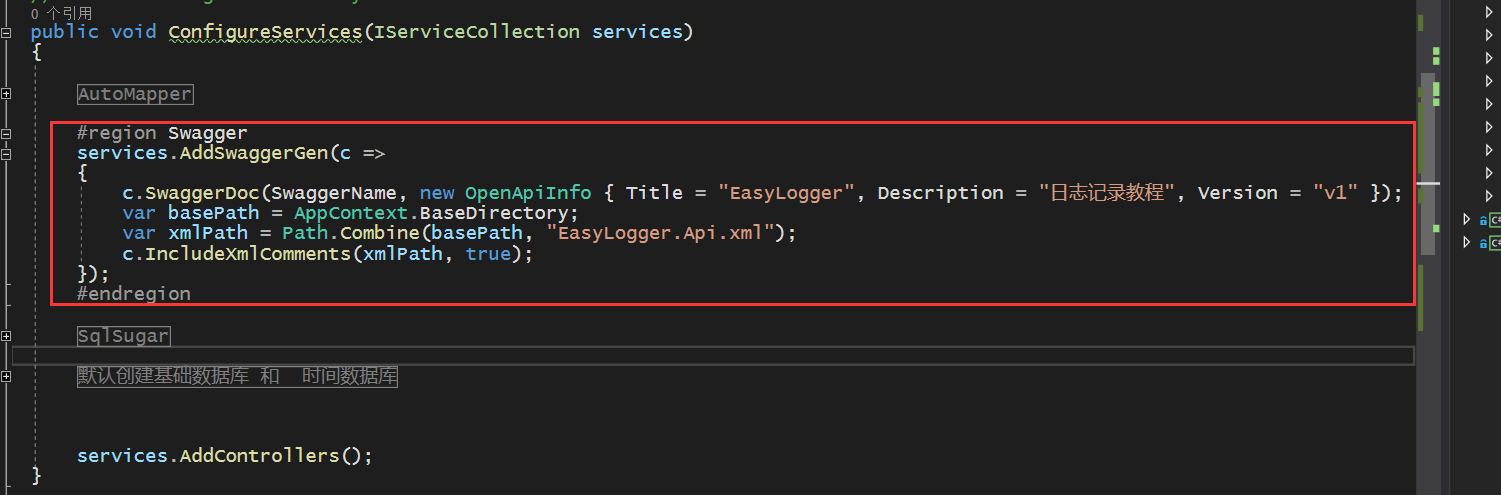 0 个引用
public void ConfigureServices(IServiceCollection services)
{
AutoMapper
#region Swagger
services.AddSwaggerGen(c =>
{
c.SwaggerDoc(SwaggerName, new OpenApiInfo { Title = "EasyLogger", Description = "日志记录教程", Version = "v1" });
var basePath = AppContext.BaseDirectory;
var xmlPath = Path.Combine(basePath, "EasyLogger.Api.xml");
c.IncludeXmlComments(xmlPath, true);
});
#endregion
SqlSugar
默认创建基础数据库 和  时间数据库
services.AddControllers();
}